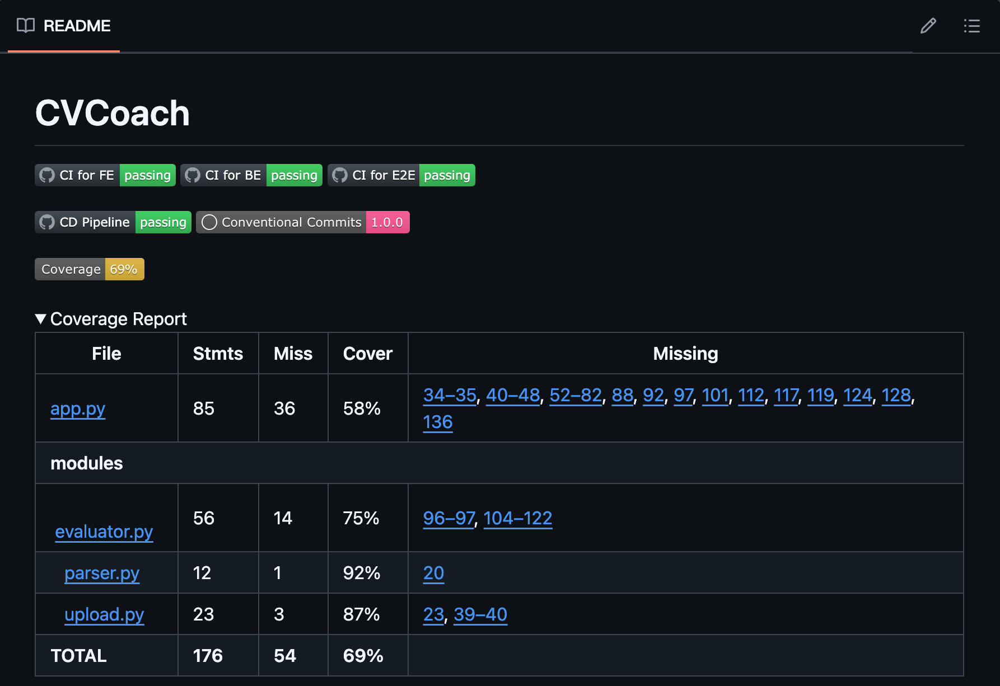 README
CVCoach
CI for FE passing CI for BE passing CI for E2E passing
CD Pipeline passing Conventional Commits 1.0.0
Coverage 69%
▼ Coverage Report
File Stmts Miss Cover Missing
app.py 85 36 58% 34–35, 40–48, 52–82, 88, 92, 97, 101, 112, 117, 119, 124, 128,
136
modules
evaluator.py 56 14 75% 96–97, 104–122
parser.py 12 1 92% 20
upload.py 23 3 87% 23, 39–40
TOTAL 176 54 69%